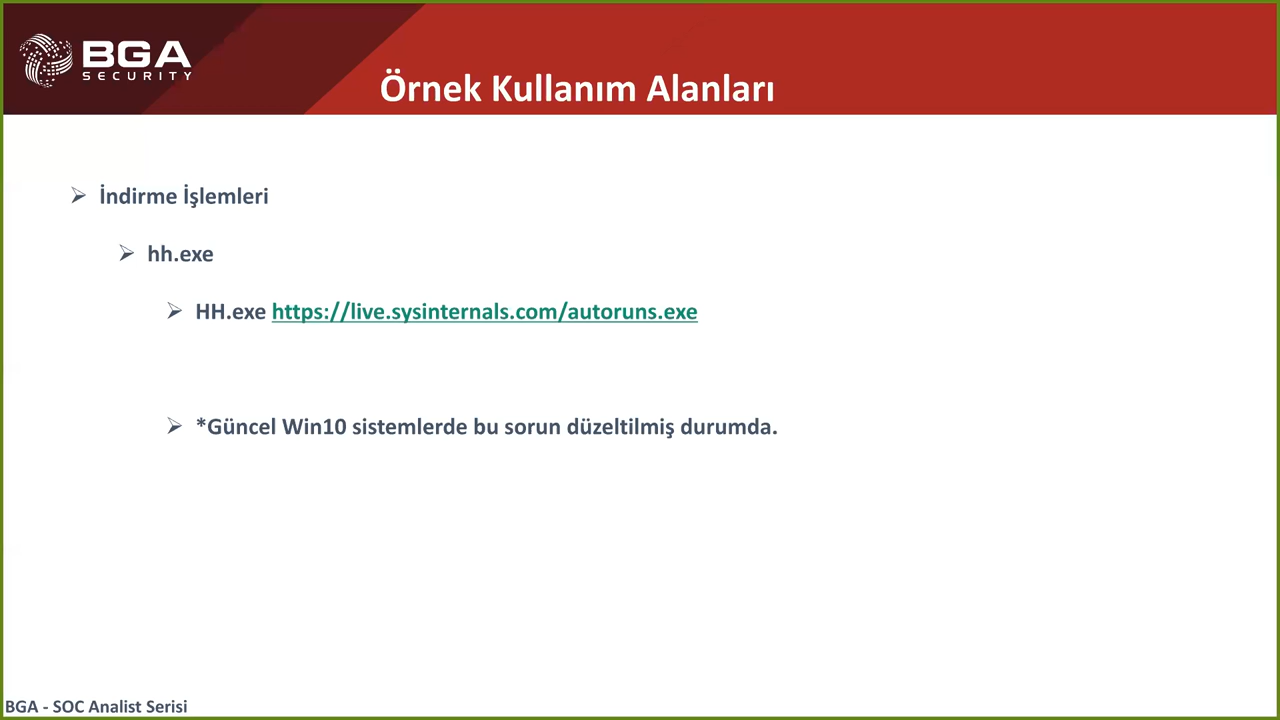 BGA
SECURITY
Örnek Kullanım Alanları
İndirme İşlemleri
hh.exe
HH.exe https://live.sysinternals.com/autoruns.exe
*Güncel Win10 sistemlerde bu sorun düzeltilmiş durumda.
BGA - SOC Analist Serisi